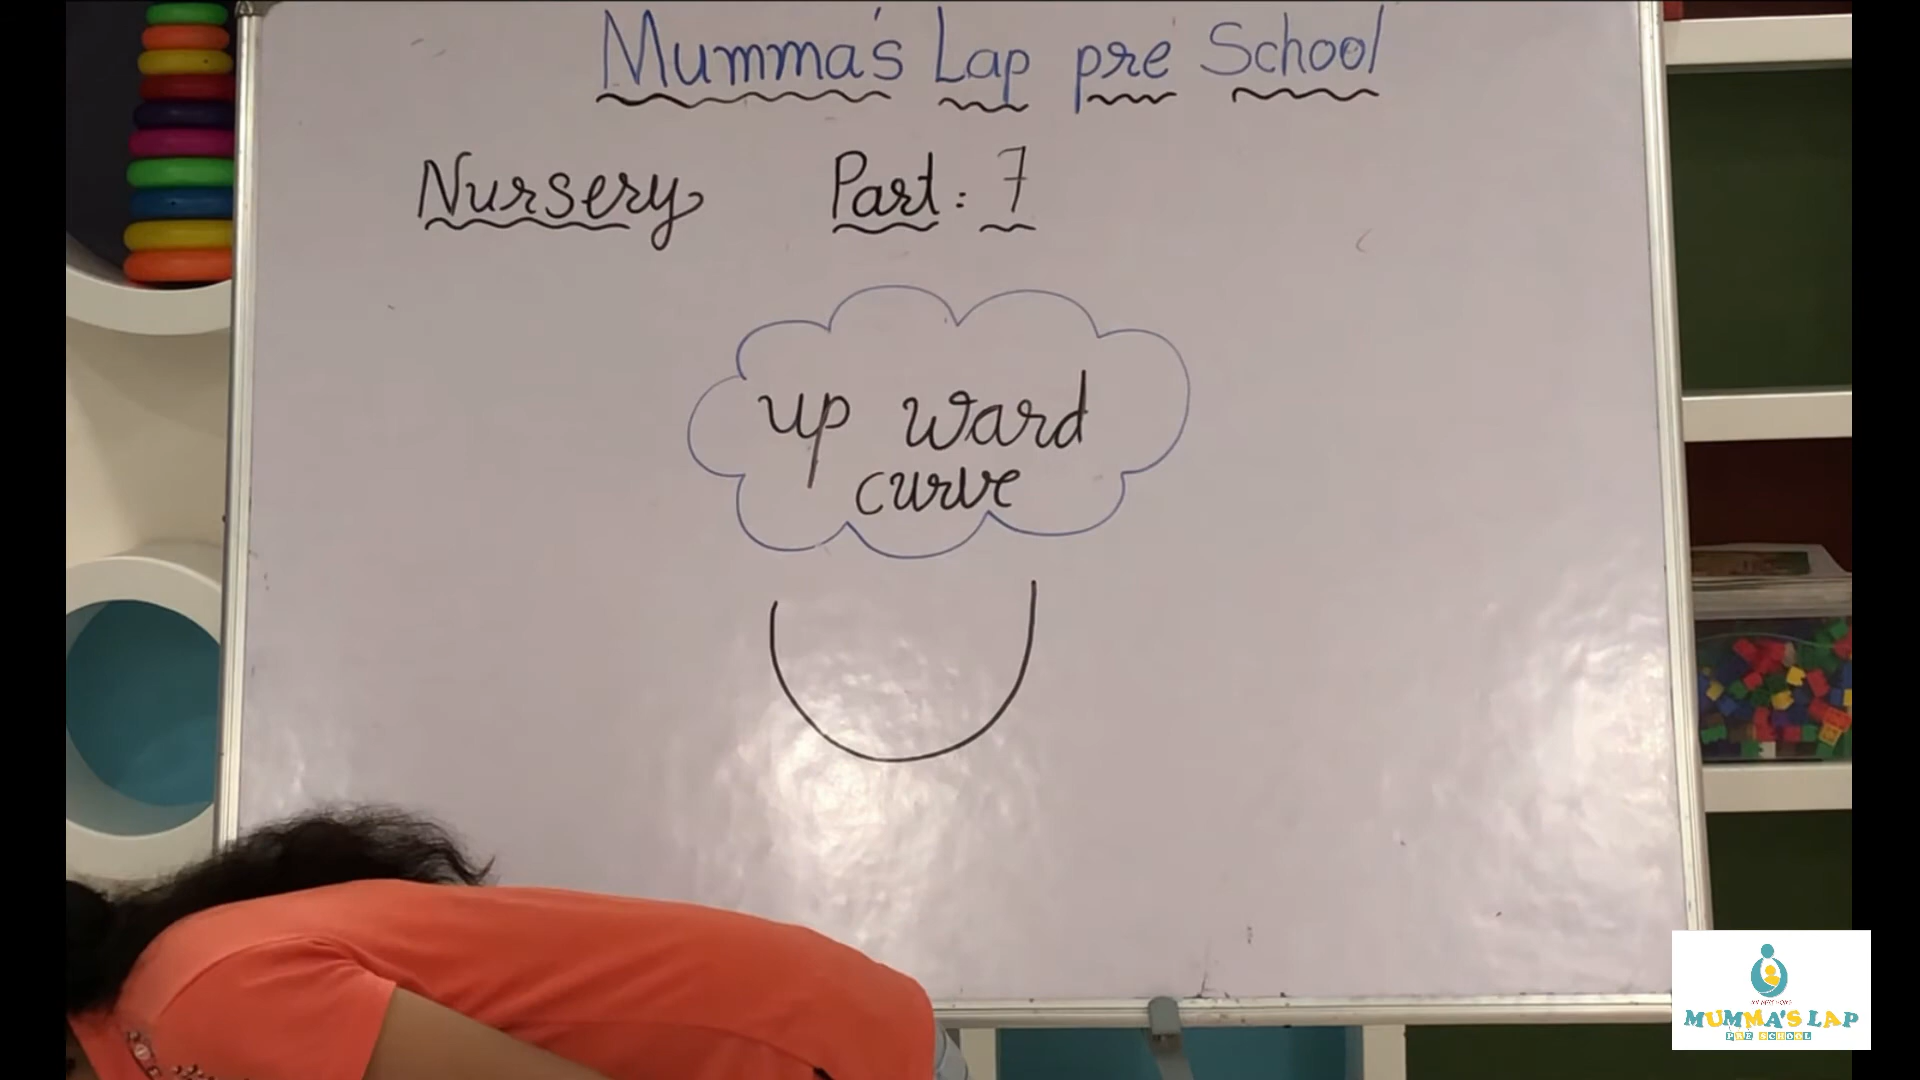 Mumma's Lap pre School
Nursery Part : 7
up ward
curve
MUMMA'S LAP
PRE SCHOOL